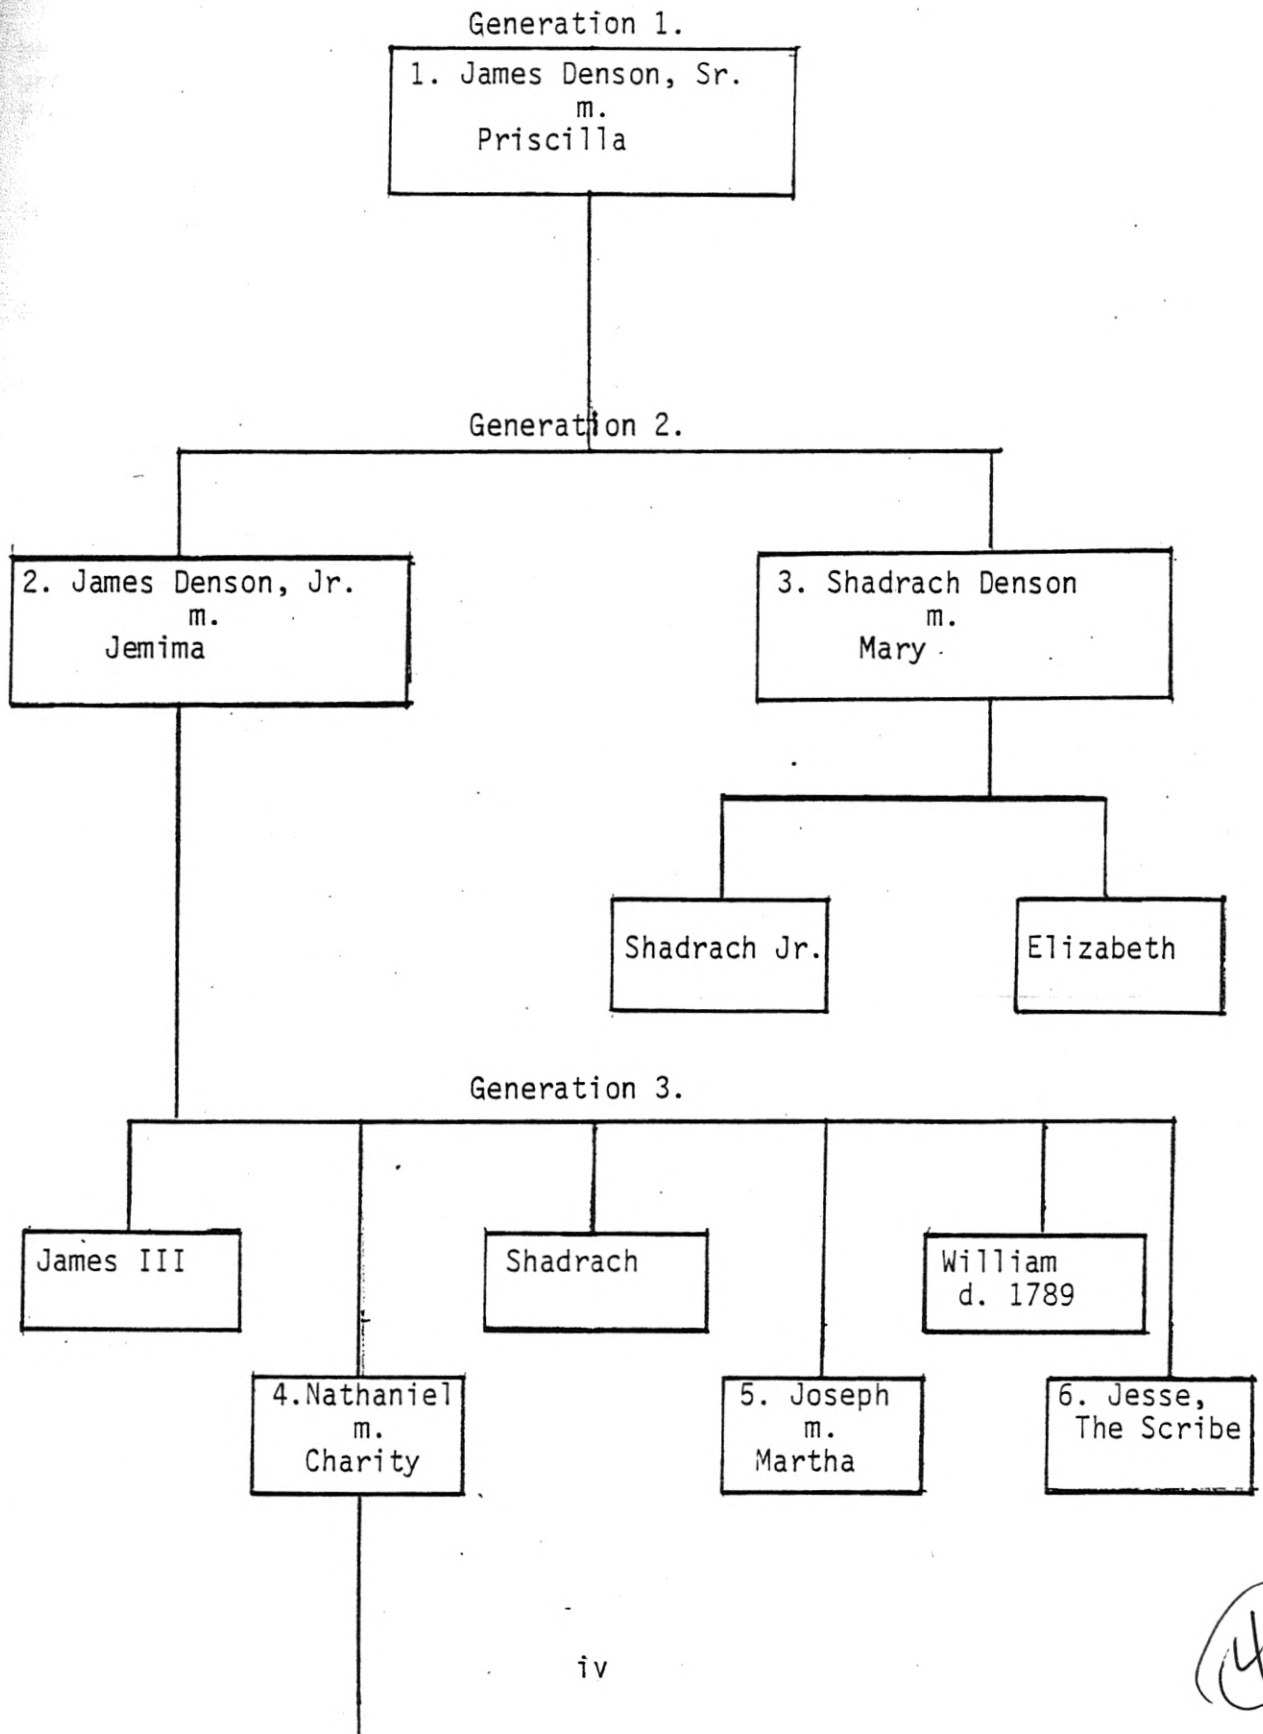 Generation 1.
1. James Denson, Sr.
m.
Priscilla
Generation 2.
2. James Denson, Jr.
m.
Jemima
3. Shadrach Denson
m.
Mary
Shadrach Jr.
Elizabeth
Generation 3.
James III
Shadrach
William
d. 1789
4.Nathaniel
m.
Charity
5. Joseph
m.
Martha
6. Jesse,
The Scribe
iv
4